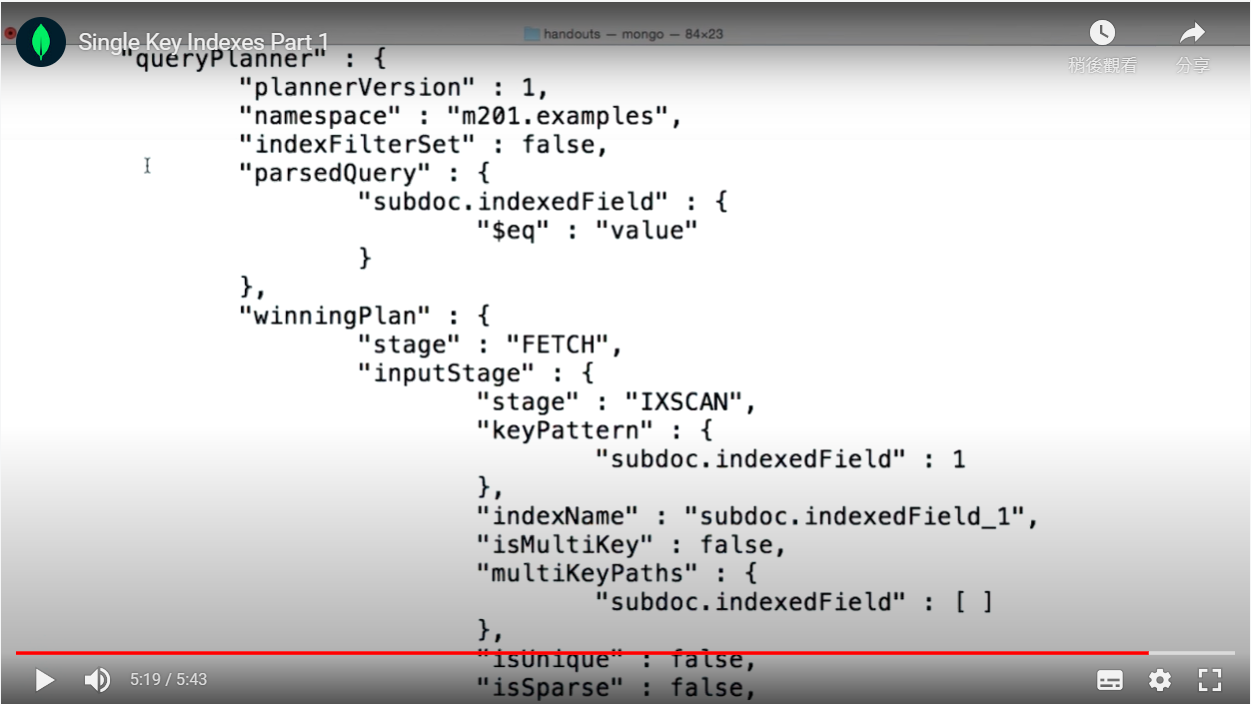 Single Key Indexes Part 1
handouts — mongo — 84×23
稍後觀看
分享
"queryPlanner" : {
"plannerVersion" : 1,
"namespace" : "m201.examples",
"indexFilterSet" : false,
"parsedQuery" : {
"subdoc.indexedField" : {
"$eq" : "value"
}
},
"winningPlan" : {
"stage" : "FETCH",
"inputStage" : {
"stage" : "IXSCAN",
"keyPattern" : {
"subdoc.indexedField" : 1
},
"indexName" : "subdoc.indexedField_1",
"isMultiKey" : false,
"multiKeyPaths" : {
"subdoc.indexedField" : [ ]
},
"isUnique" : false,
"isSparse" : false,
5:19 / 5:43